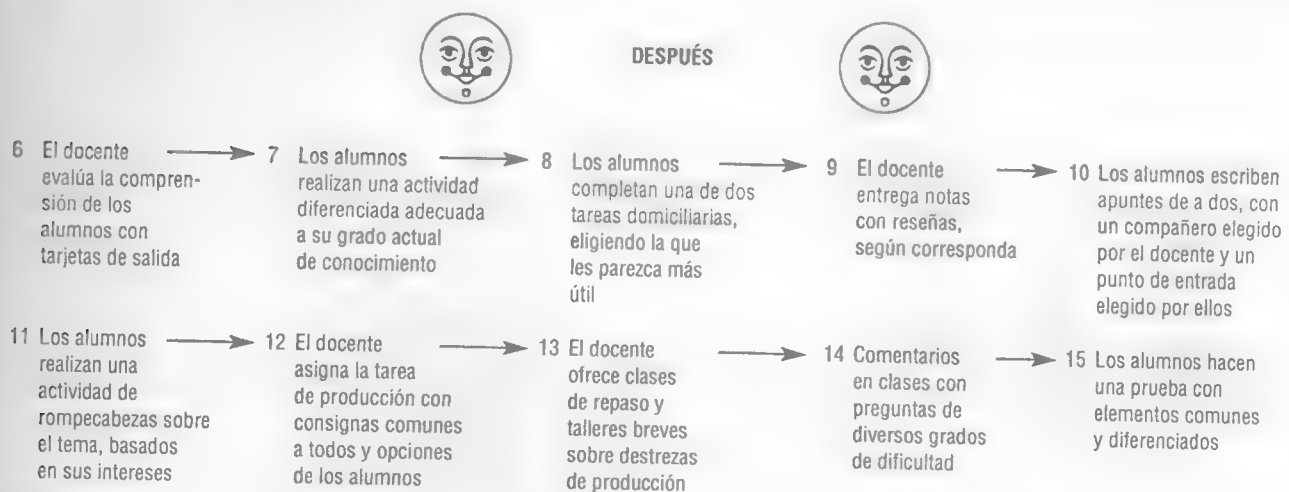 DESPUÉS
6 El docente
evalúa la compren-
sión de los
alumnos con
tarjetas de salida
7 Los alumnos
realizan una actividad
diferenciada adecuada
a su grado actual
de conocimiento
8 Los alumnos
completan una de dos
tareas domiciliarias,
eligiendo la que
les parezca más
útil
9 El docente
entrega notas
con reseñas,
según corresponda
10 Los alumnos escriben
apuntes de a dos, con
un compañero elegido
por el docente y un
punto de entrada
elegido por ellos
11 Los alumnos
realizan una
actividad de
rompecabezas sobre
el tema, basados
en sus intereses
12 El docente
asigna la tarea
de producción con
consignas comunes
a todos y opciones
de los alumnos
13 El docente
ofrece clases
de repaso y
talleres breves
sobre destrezas
de producción
14 Comentarios
en clases con
preguntas de
diversos grados
de dificultad
15 Los alumnos hacen
una prueba con
elementos comunes
y diferenciados